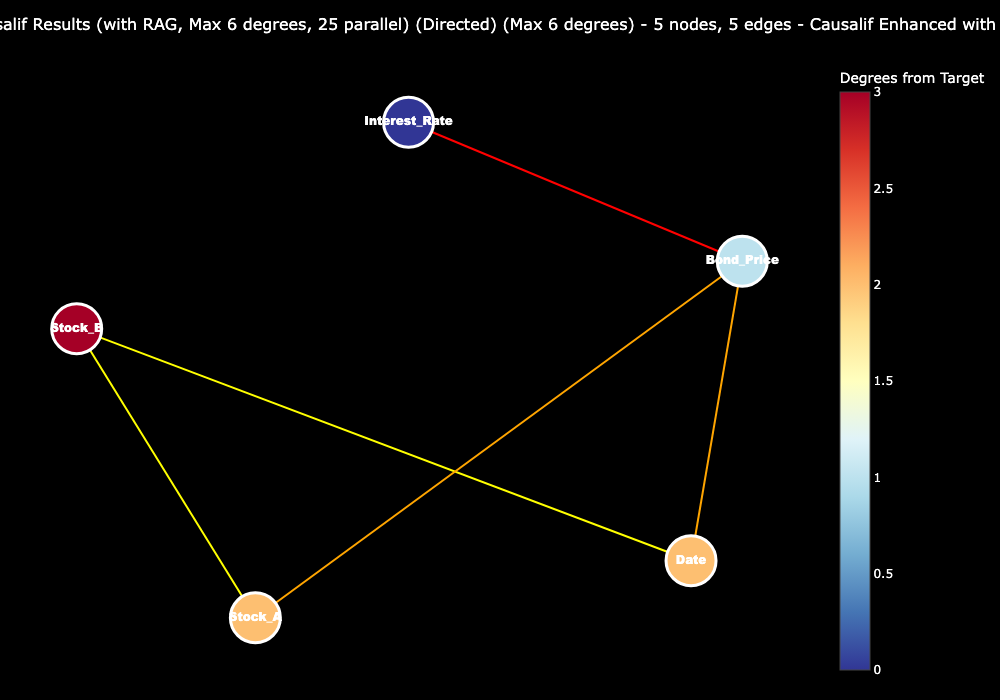 salif Results (with RAG, Max 6 degrees, 25 parallel) (Directed) (Max 6 degrees) - 5 nodes, 5 edges - Causalif Enhanced with
Degrees from Target
3
Interest_Rate
2.5
Bond_Price
2
Stock_B
1.5
1
0.5
Date
Stock_A
0